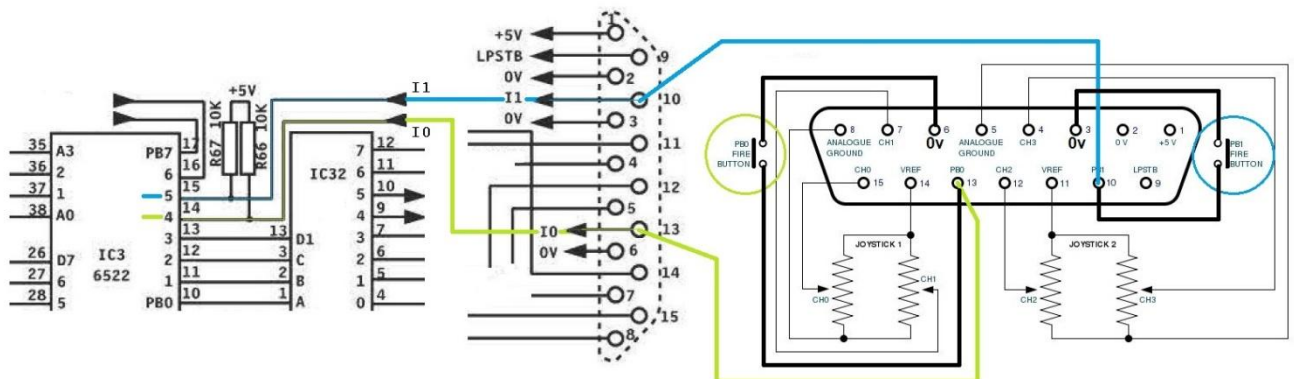 35
A3
36
2
37
1
38
A0
26
D7
27
6
28
5
IC3
6522
PB7
17
6
16
5
15
4
14
3
13
2
12
1
11
PB0
10
+5V
R67 10K
R66 10K
I1
I0
IC32
7
12
6
11
5
10
4
9
3
7
2
6
1
5
0
4
13
D1
3
C
2
B
1
A
+5V
LPSTB
0V
I1
0V
I0
0V
1
9
2
10
3
11
4
12
5
13
6
14
7
15
8
PB0
FIRE
BUTTON
8
ANALOGUE
GROUND
7
CH1
6
0v
5
ANALOGUE
GROUND
4
CH3
3
0v
2
0 V
1
+5 V
PB1
FIRE
BUTTON
CH0
15
VREF
14
PB0
13
CH2
12
VREF
11
PB1
10
LPSTB
9
JOYSTICK 1
CH0
CH1
JOYSTICK 2
CH2
CH3